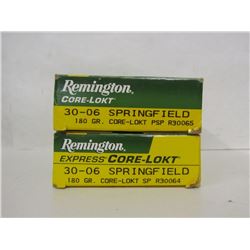 Remington
CORE-LOKT
30-06 SPRINGFIELD
180 GR. CORE-LOKT PSP R30065
Remington
EXPRESS CORE-LOKT
30-06 SPRINGFIELD
180 GR. CORE-LOKT SP R30064